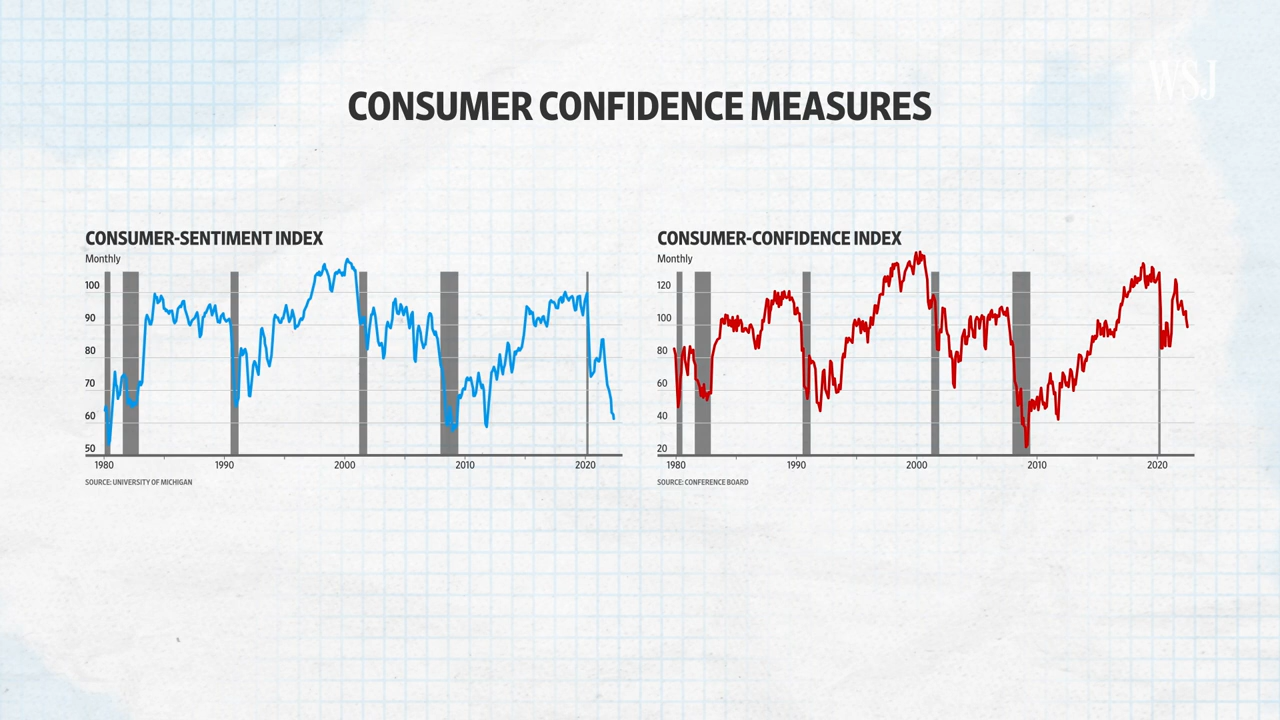 WSJ
CONSUMER CONFIDENCE MEASURES
CONSUMER-SENTIMENT INDEX
Monthly
100
90
80
70
60
50
1980
1990
2000
2010
2020
SOURCE: UNIVERSITY OF MICHIGAN
CONSUMER-CONFIDENCE INDEX
Monthly
120
100
80
60
40
20
1980
1990
2000
2010
2020
SOURCE: CONFERENCE BOARD